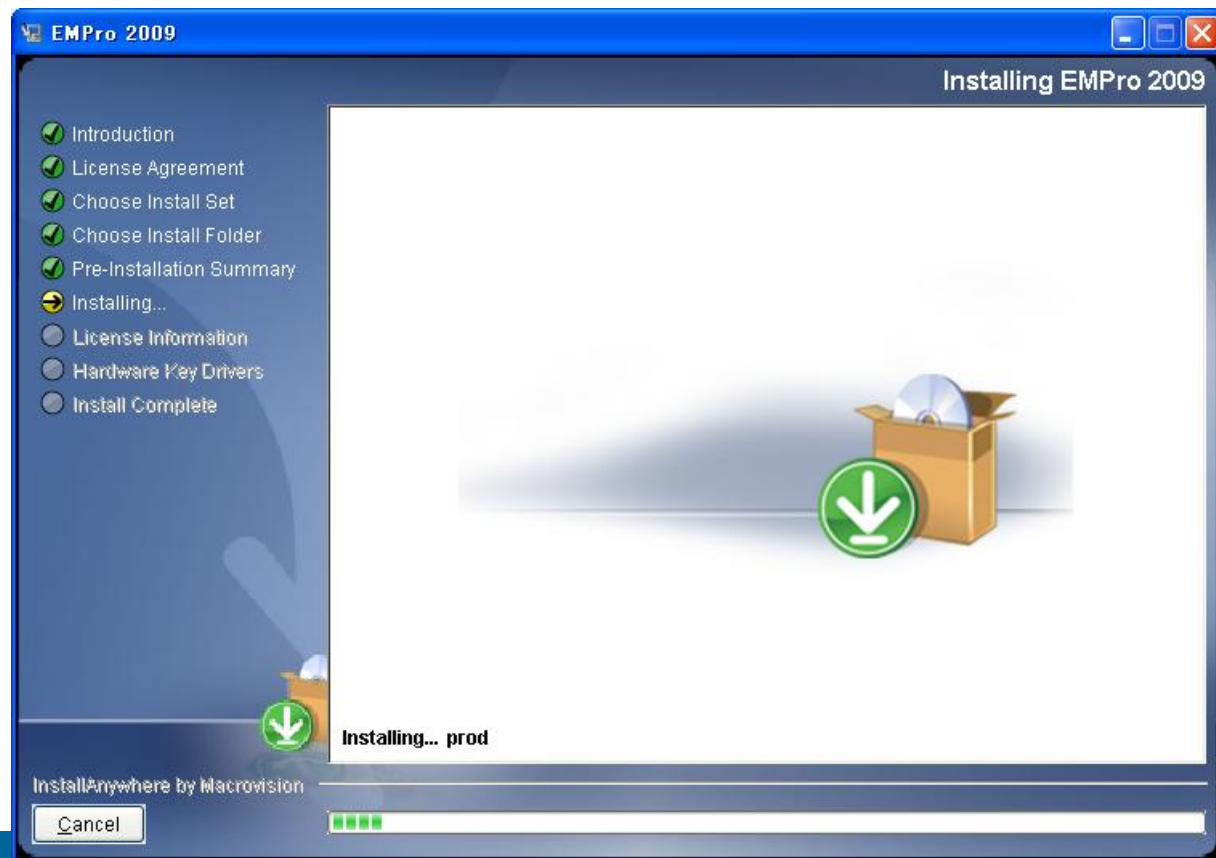 EMPro 2009
Installing EMPro 2009
Introduction
License Agreement
Choose Install Set
Choose Install Folder
Pre-Installation Summary
Installing...
License Information
Hardware Key Drivers
Install Complete
Installing... prod
InstallAnywhere by Macrovision
Cancel